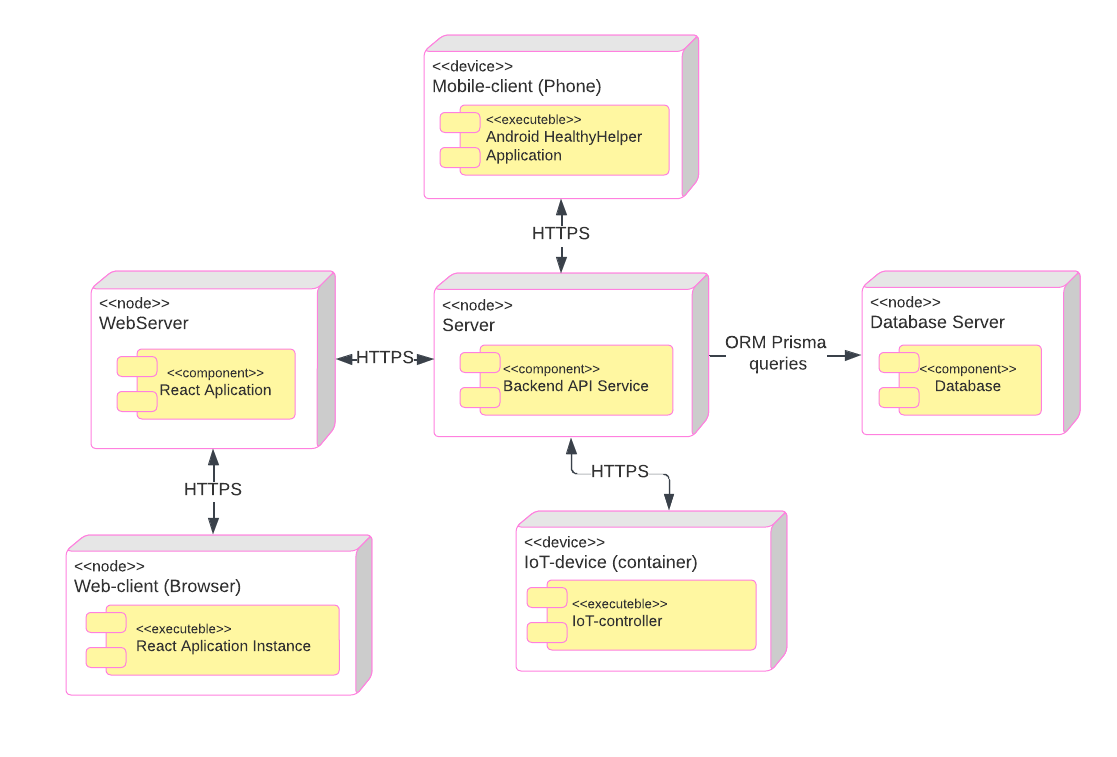 <<device>>
Mobile-client (Phone)
<<executeble>>
Android HealthyHelper
Application
HTTPS
<<node>>
WebServer
<<component>>
React Aplication
HTTPS
<<node>>
Server
<<component>>
Backend API Service
ORM Prisma
queries
<<node>>
Database Server
<<component>>
Database
HTTPS
HTTPS
<<node>>
Web-client (Browser)
<<executeble>>
React Aplication Instance
<<device>>
IoT-device (container)
<<executeble>>
IoT-controller